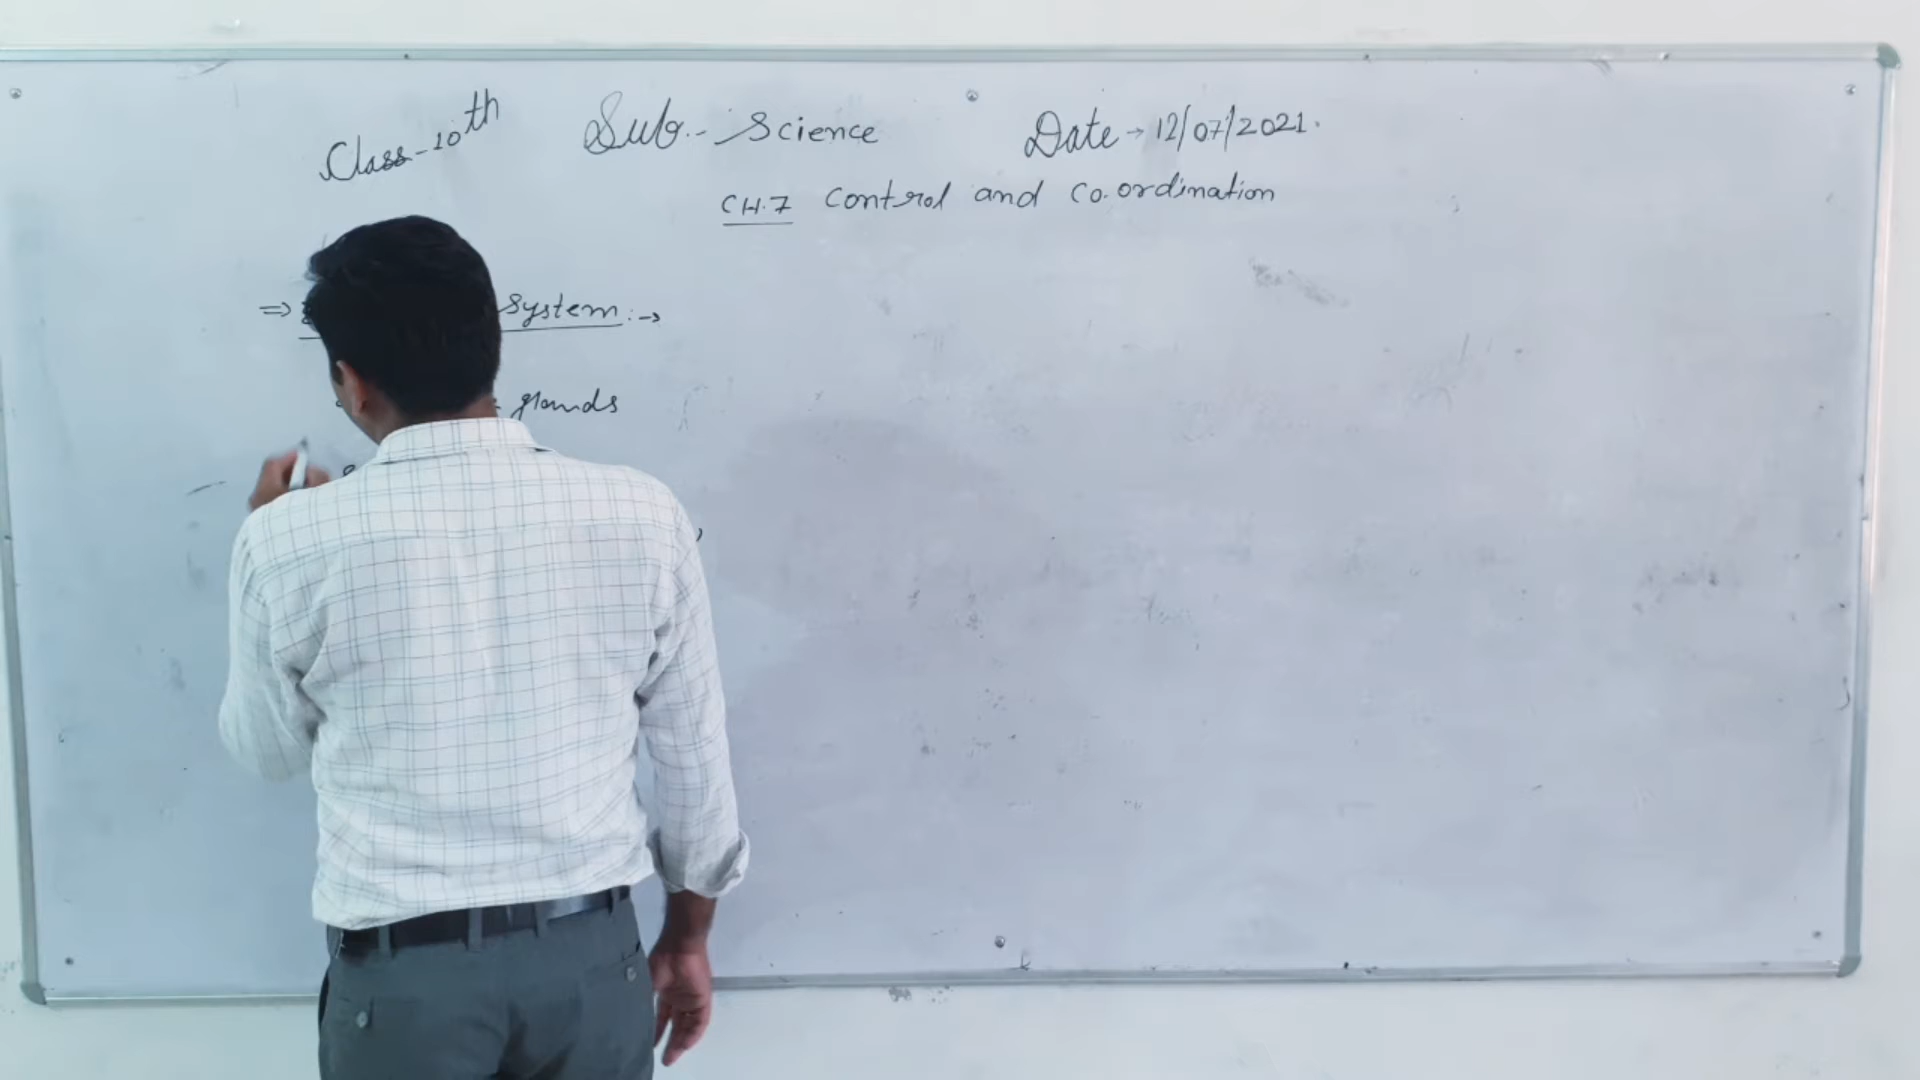 Class-10th Sub.- Science Date → 12/07/2021.
CH.7 Control and Co.ordination
⇒ System:→
glands